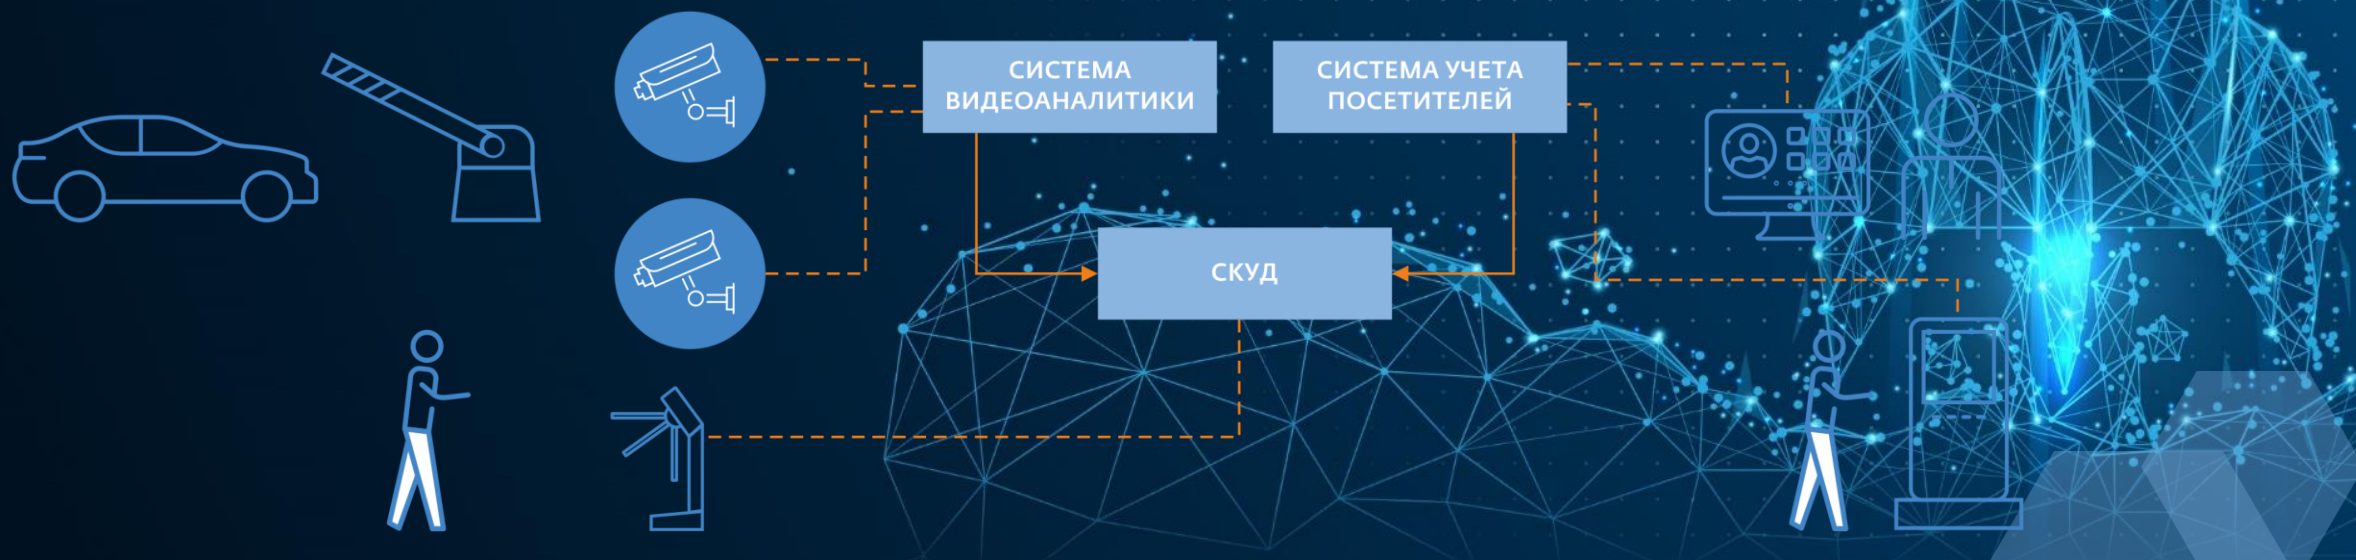 СИСТЕМА
ВИДЕОАНАЛИТИКИ
СИСТЕМА УЧЕТА
ПОСЕТИТЕЛЕЙ
СКУД